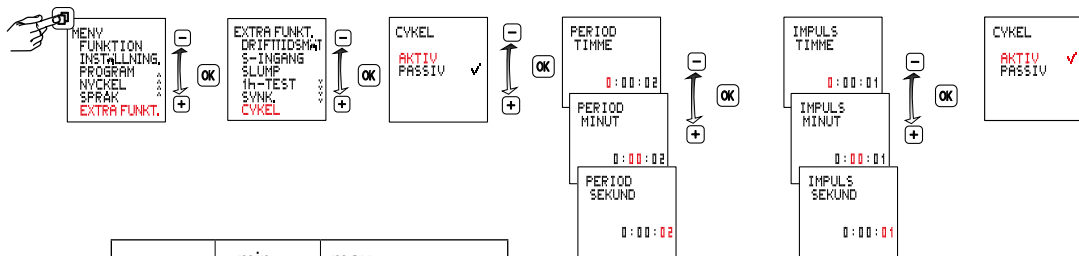 MENY
FUNKTION
INSTÄLLNING.
PROGRAM
NYCKEL
SPRÅK
EXTRA FUNKT.
OK
EXTRA FUNKT.
DRIFTTIDSMÄT
S-INGÅNG
SLUMP
1h-TEST
SYNK.
CYKEL
OK
CYKEL
AKTIV
PASSIV ✓
OK
PERIOD
TIMME
0:00:02
PERIOD
MINUT
0:00:02
PERIOD
SEKUND
0:00:02
OK
IMPULS
TIMME
0:00:01
IMPULS
MINUT
0:00:01
IMPULS
SEKUND
0:00:01
OK
CYKEL
AKTIV ✓
PASSIV